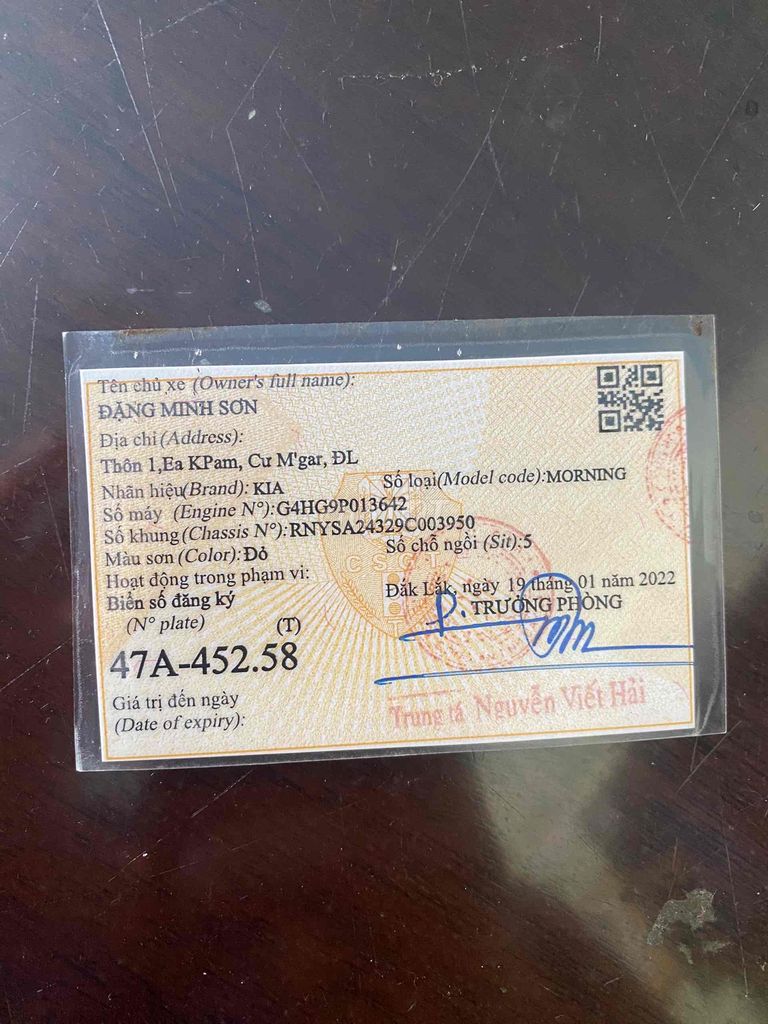 Tên chủ xe (Owner's full name):
ĐẶNG MINH SƠN
Địa chỉ (Address):
Thôn 1,Ea KPam, Cư M'gar, ĐL
Nhãn hiệu(Brand): KIA
Số loại(Model code):MORNING
Số máy (Engine N°):G4HG9P013642
Số khung(Chassis N°):RNYSA24329C003950
Màu sơn (Color):Đỏ
Số chỗ ngồi (Sit):5
Hoạt động trong phạm vi:
Đắk Lắk, ngày 19 tháng 01 năm 2022
Biển số đăng ký
P. TRƯỞNG PHÒNG
(N° plate) (T)
47A-452.58
CSGT
Giá trị đến ngày
(Date of expiry):
Trung tá Nguyễn Viết Hải